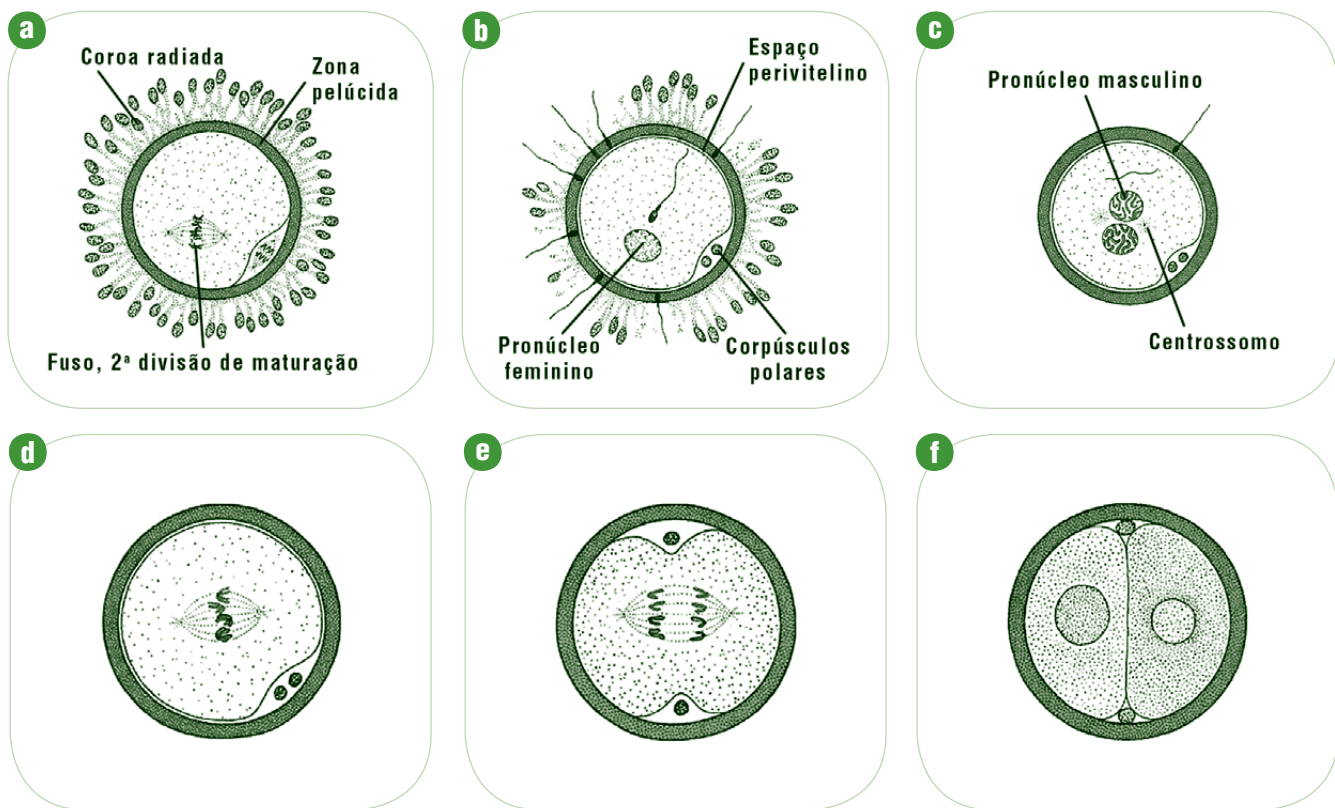 a
Coroa radiada
Zona
pelúcida
Fuso, 2ª divisão de maturação
b
Espaço
perivitelino
Pronúcleo
feminino
Corpúsculos
polares
c
Pronúcleo masculino
Centrossomo
d
e
f